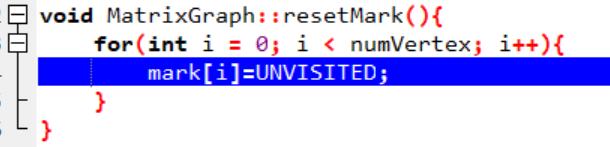 void MatrixGraph::resetMark(){
for(int i = 0; i < numVertex; i++){
mark[i]=UNVISITED;
}
}